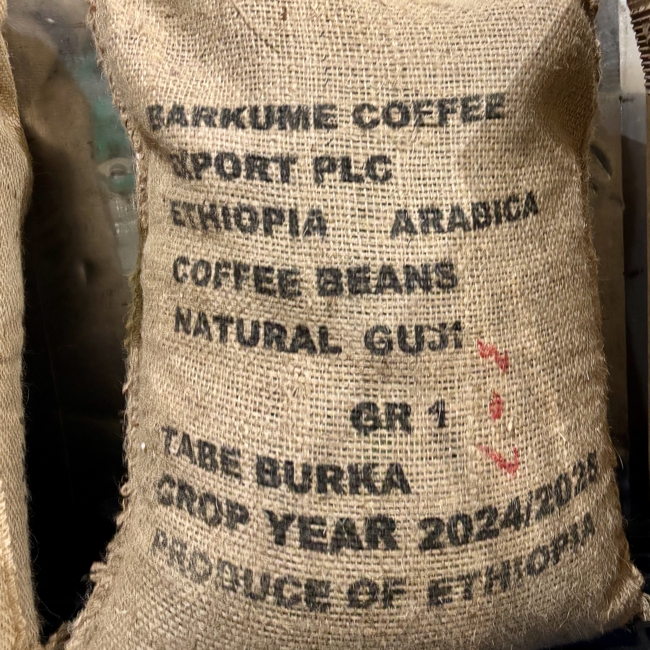 BARKUME COFFEE
EXPORT PLC
ETHIOPIA ARABICA
COFFEE BEANS
NATURAL GUJI
GR 1
TABE BURKA
CROP YEAR 2024/2025
PRODUCE OF ETHIOPIA